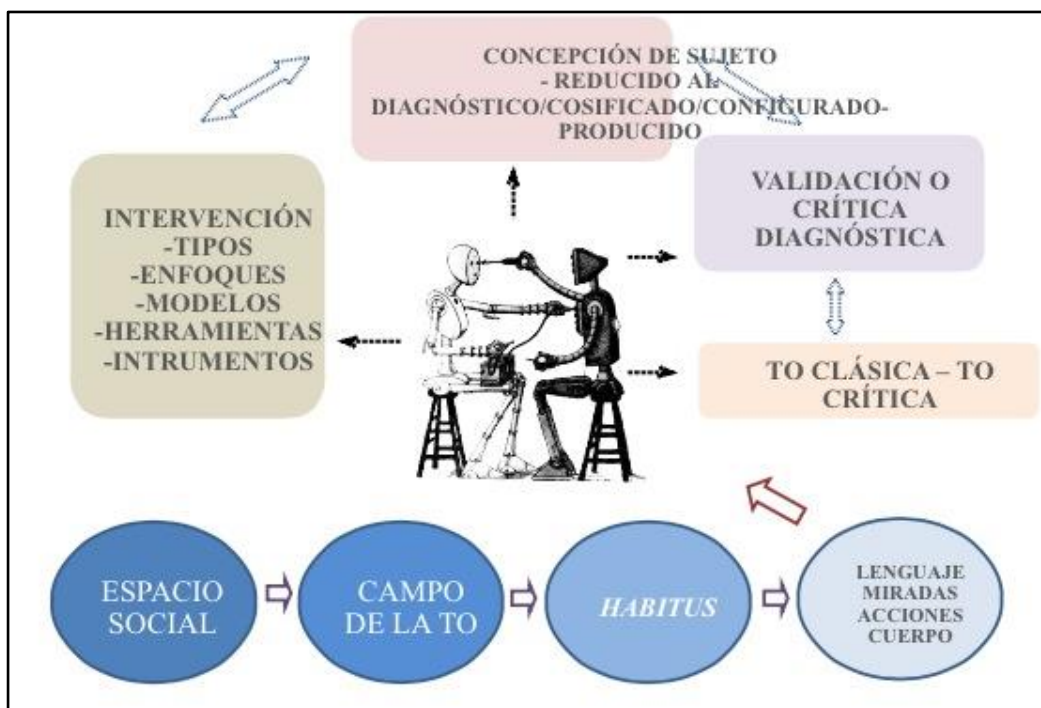 CONCEPCIÓN DE SUJETO
- REDUCIDO AL
DIAGNÓSTICO/COSIFICADO/CONFIGURADO-
PRODUCIDO
INTERVENCIÓN
-TIPOS
-ENFOQUES
-MODELOS
-HERRAMIENTAS
-INTRUMENTOS
VALIDACIÓN O
CRÍTICA
DIAGNÓSTICA
TO CLÁSICA – TO
CRÍTICA
ESPACIO
SOCIAL
CAMPO
DE LA TO
HABITUS
LENGUAJE
MIRADAS
ACCIONES
CUERPO